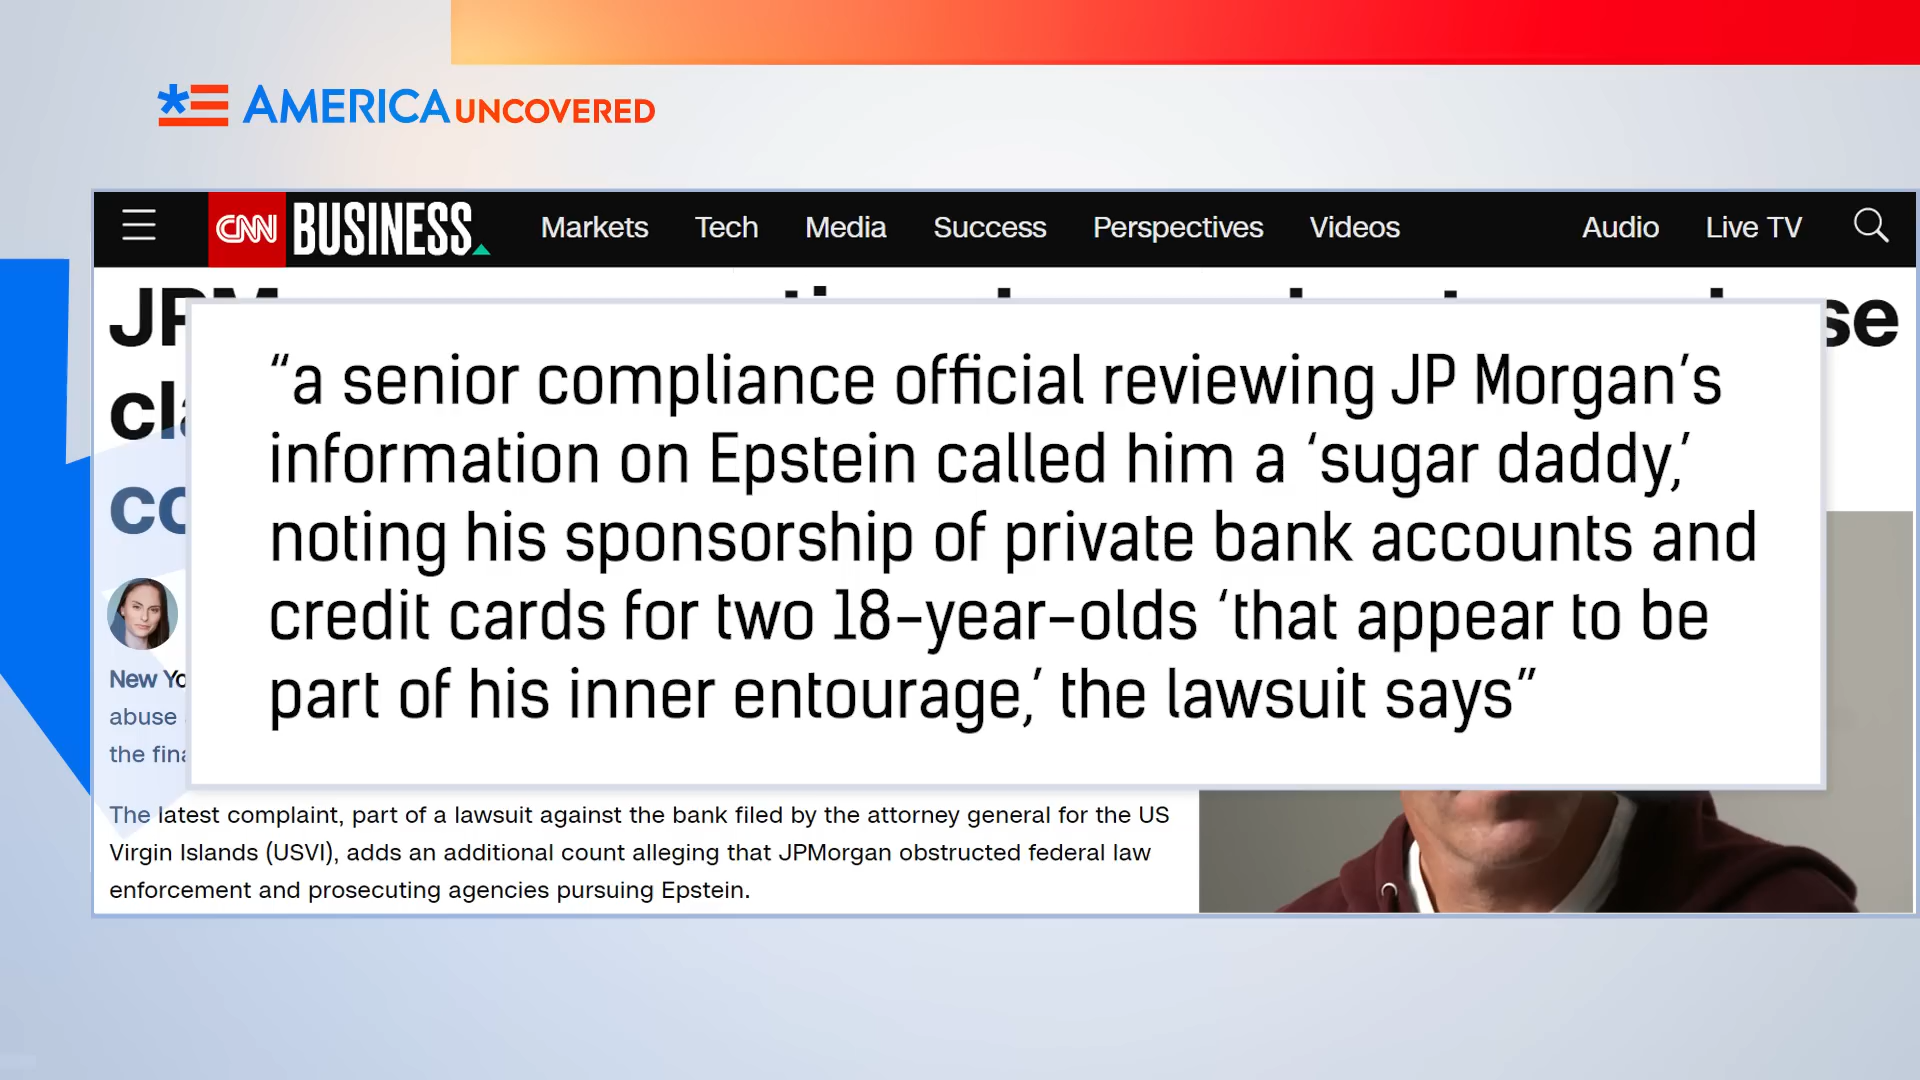 AMERICA UNCOVERED
CNN BUSINESS Markets Tech Media Success Perspectives Videos Audio Live TV
“a senior compliance official reviewing JP Morgan’s
information on Epstein called him a ‘sugar daddy,’
noting his sponsorship of private bank accounts and
credit cards for two 18-year-olds ‘that appear to be
part of his inner entourage,’ the lawsuit says”
New
abuse
the
The latest complaint, part of a lawsuit against the bank filed by the attorney general for the US
Virgin Islands (USVI), adds an additional count alleging that JPMorgan obstructed federal law
enforcement and prosecuting agencies pursuing Epstein.